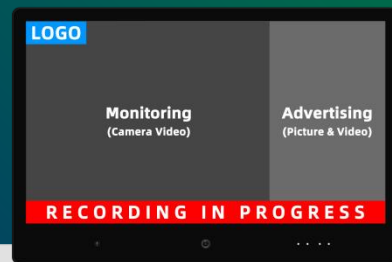 LOGO
Monitoring
(Camera Video)
Advertising
(Picture & Video)
RECORDING IN PROGRESS